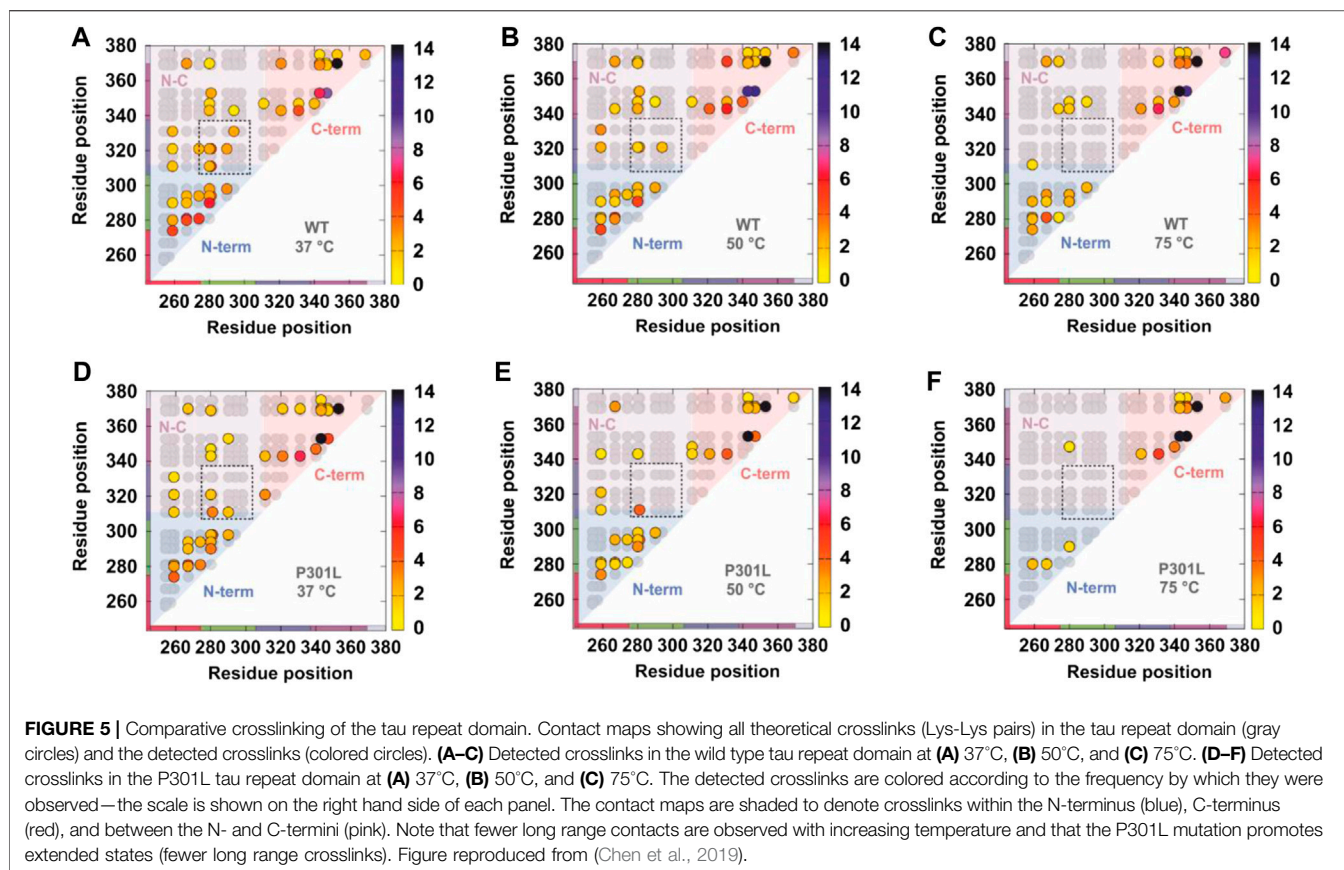 A
380
360
340
320
300
280
260
Residue position
N-C
C-term
N-term
WT
37 °C
260 280 300 320 340 360 380
Residue position
14
12
10
8
6
4
2
0
B
380
360
340
320
300
280
260
Residue position
N-C
C-term
N-term
WT
50 °C
260 280 300 320 340 360 380
Residue position
14
12
10
8
6
4
2
0
C
380
360
340
320
300
280
260
Residue position
N-C
C-term
N-term
WT
75 °C
260 280 300 320 340 360 380
Residue position
14
12
10
8
6
4
2
0
D
380
360
340
320
300
280
260
Residue position
N-C
C-term
N-term
P301L
37 °C
260 280 300 320 340 360 380
Residue position
14
12
10
8
6
4
2
0
E
380
360
340
320
300
280
260
Residue position
N-C
C-term
N-term
P301L
50 °C
260 280 300 320 340 360 380
Residue position
14
12
10
8
6
4
2
0
F
380
360
340
320
300
280
260
Residue position
N-C
C-term
N-term
P301L
75 °C
260 280 300 320 340 360 380
Residue position
14
12
10
8
6
4
2
0
FIGURE 5 | Comparative crosslinking of the tau repeat domain. Contact maps showing all theoretical crosslinks (Lys-Lys pairs) in the tau repeat domain (gray
circles) and the detected crosslinks (colored circles). (A–C) Detected crosslinks in the wild type tau repeat domain at (A) 37°C, (B) 50°C, and (C) 75°C. (D–F) Detected
crosslinks in the P301L tau repeat domain at (A) 37°C, (B) 50°C, and (C) 75°C. The detected crosslinks are colored according to the frequency by which they were
observed—the scale is shown on the right hand side of each panel. The contact maps are shaded to denote crosslinks within the N-terminus (blue), C-terminus
(red), and between the N- and C-termini (pink). Note that fewer long range contacts are observed with increasing temperature and that the P301L mutation promotes
extended states (fewer long range crosslinks). Figure reproduced from (Chen et al., 2019).